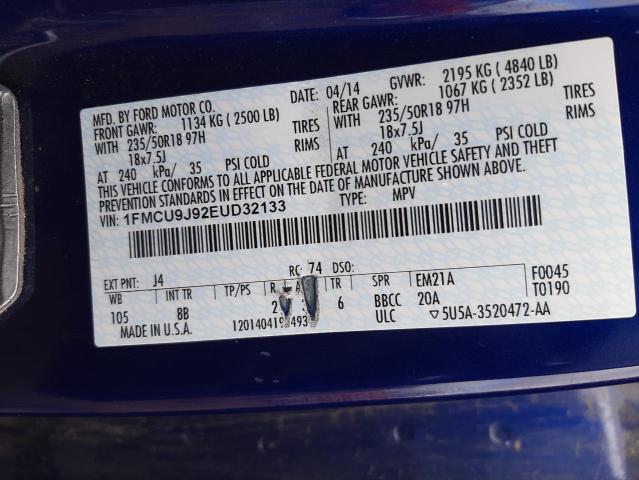 MFD. BY FORD MOTOR CO.
DATE: 04/14 GVWR: 2195 KG ( 4840 LB)
FRONT GAWR: 1134 KG ( 2500 LB) REAR GAWR: 1067 KG ( 2352 LB)
WITH 235/50R18 97H TIRES WITH 235/50R18 97H TIRES
18x7.5J RIMS 18x7.5J RIMS
AT 240 kPa/ 35 PSI COLD AT 240 kPa/ 35 PSI COLD
THIS VEHICLE CONFORMS TO ALL APPLICABLE FEDERAL MOTOR VEHICLE SAFETY AND THEFT
PREVENTION STANDARDS IN EFFECT ON THE DATE OF MANUFACTURE SHOWN ABOVE.
VIN: 1FMCU9J92EUD32133 TYPE: MPV
EXT PNT: J4 RC: 74 DSO: F0045
WB INT TR TP/PS R TR SPR EM21A T0190
105 8B 2 6 BBCC 20A
MADE IN U.S.A. ULC ▽5U5A-3520472-AA